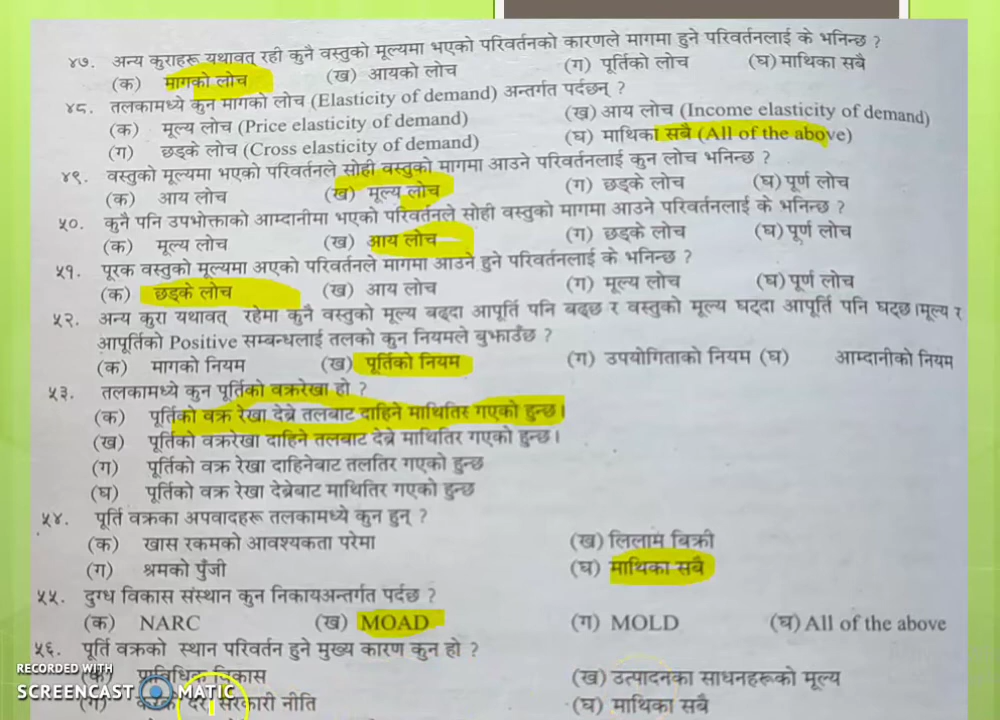 ४७. अन्य कुराहरू यथावत् रही कुनै वस्तुको मूल्यमा भएको परिवर्तनको कारणले मागमा हुने परिवर्तनलाई के भनिन्छ ?
(क) मागको लोच (ख) आयको लोच (ग) पूर्तिको लोच (घ) माथिका सबै
४८. तलकामध्ये कुन मागको लोच (Elasticity of demand) अन्तर्गत पर्दछन् ?
(क) मूल्य लोच (Price elasticity of demand) (ख) आय लोच (Income elasticity of demand)
(ग) छड्के लोच (Cross elasticity of demand) (घ) माथिका सबै (All of the above)
४९. वस्तुको मूल्यमा भएको परिवर्तनले सोही वस्तुको मागमा आउने परिवर्तनलाई कुन लोच भनिन्छ ?
(क) आय लोच (ख) मूल्य लोच (ग) छड्के लोच (घ) पूर्ण लोच
५०. कुनै पनि उपभोक्ताको आम्दानीमा भएको परिवर्तनले सोही वस्तुको मागमा आउने परिवर्तनलाई के भनिन्छ ?
(क) मूल्य लोच (ख) आय लोच (ग) छड्के लोच (घ) पूर्ण लोच
५१. पूरक वस्तुको मूल्यमा अएको परिवर्तनले मागमा आउने हुने परिवर्तनलाई के भनिन्छ ?
(क) छड्के लोच (ख) आय लोच (ग) मूल्य लोच (घ) पूर्ण लोच
५२. अन्य कुरा यथावत् रहेमा कुनै वस्तुको मूल्य बढ्दा आपूर्ति पनि बढ्छ र वस्तुको मूल्य घट्दा आपूर्ति पनि घट्छ।मूल्य र
आपूर्तिको Positive सम्बन्धलाई तलको कुन नियमले बुझाउँछ ?
(क) मागको नियम (ख) पूर्तिको नियम (ग) उपयोगिताको नियम (घ) आम्दानीको नियम
५३. तलकामध्ये कुन पूर्तिको वक्ररेखा हो ?
(क) पूर्तिको वक्र रेखा देब्रे तलबाट दाहिने माथितिर गएको हुन्छ।
(ख) पूर्तिको वक्ररेखा दाहिने तलबाट देब्रे माथितिर गएको हुन्छ।
(ग) पूर्तिको वक्र रेखा दाहिनेबाट तलतिर गएको हुन्छ
(घ) पूर्तिको वक्र रेखा देब्रेबाट माथितिर गएको हुन्छ
५४. पूर्ति वक्रका अपवादहरू तलकामध्ये कुन हुन् ?
(क) खास रकमको आवश्यकता परेमा (ख) लिलाम बिक्री
(ग) श्रमको पुँजी (घ) माथिका सबै
५५. दुग्ध विकास संस्थान कुन निकायअन्तर्गत पर्दछ ?
(क) NARC (ख) MOAD (ग) MOLD (घ) All of the above
५६. पूर्ति वक्रको स्थान परिवर्तन हुने मुख्य कारण कुन हो ?
(क) प्राविधिक विकास (ख) उत्पादनका साधनहरूको मूल्य
(ग) दर सरकारी नीति (घ) माथिका सबै
RECORDED WITH
SCREENCAST MATIC